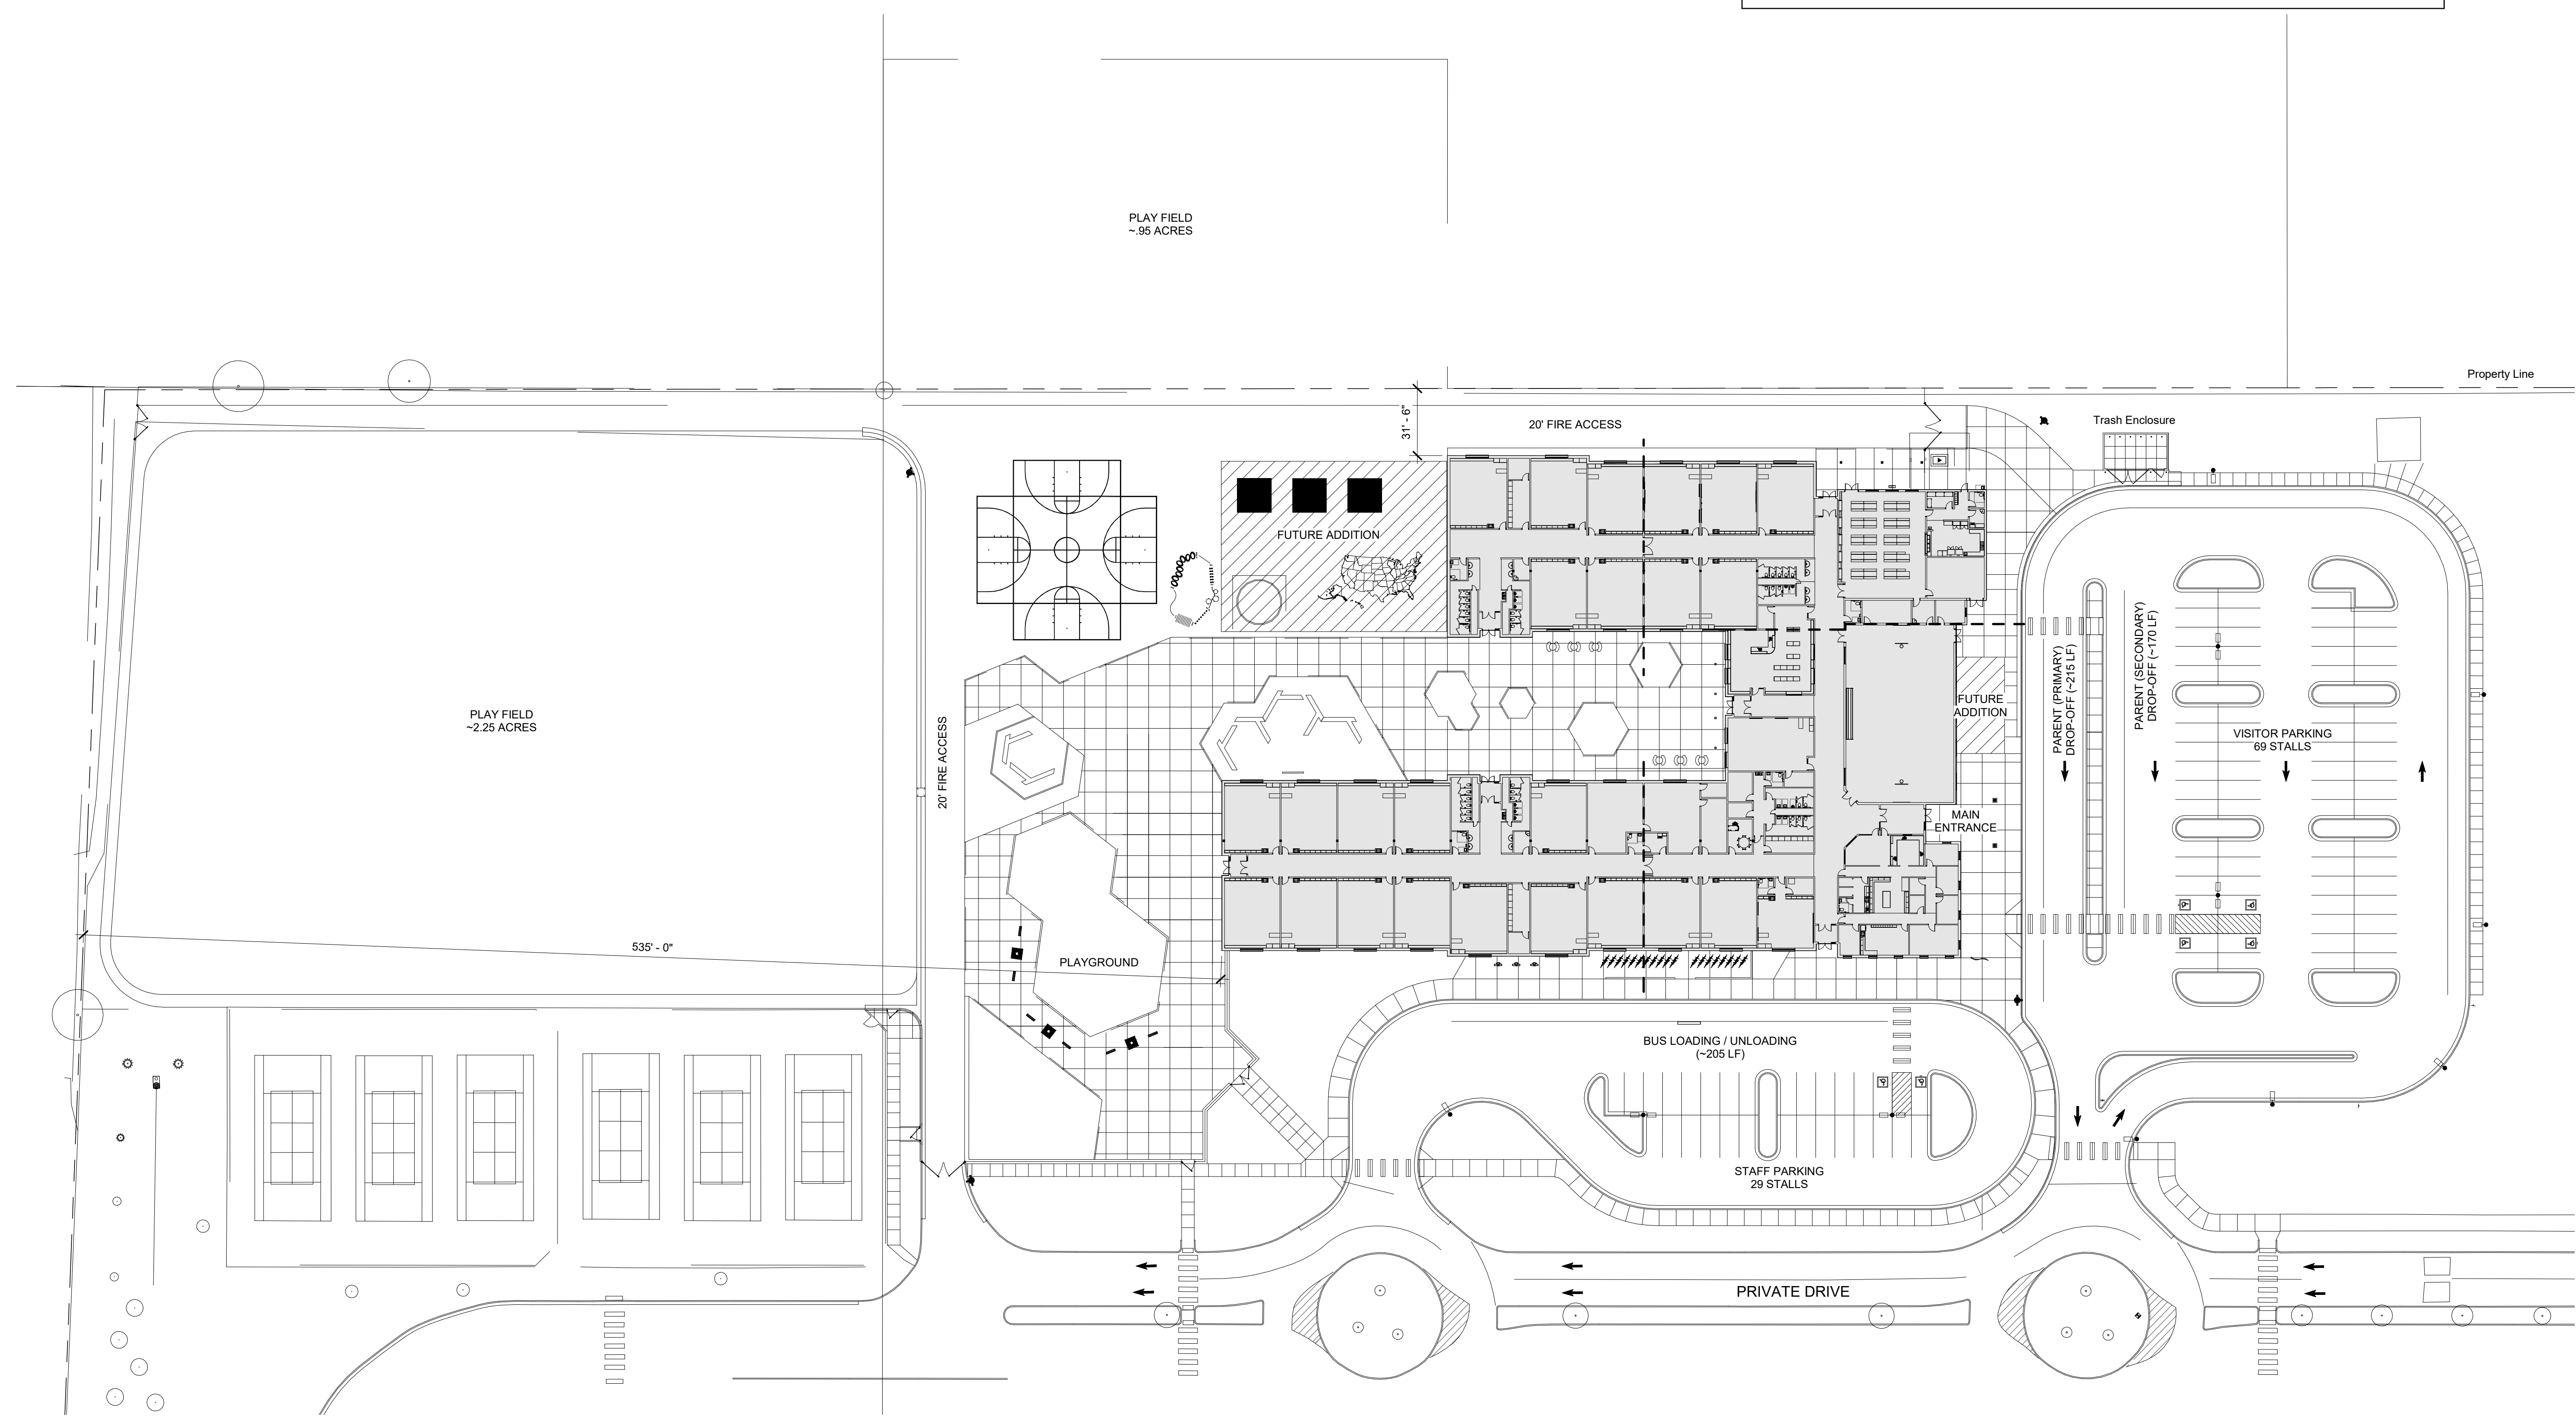 PLAY FIELD
~.95 ACRES
Property Line
31' - 6"
20' FIRE ACCESS
Trash Enclosure
FUTURE ADDITION
PLAY FIELD
~2.25 ACRES
20' FIRE ACCESS
FUTURE
ADDITION
PARENT (PRIMARY)
DROP-OFF (~215 LF)
PARENT (SECONDARY)
DROP-OFF (~170 LF)
VISITOR PARKING
69 STALLS
MAIN
ENTRANCE
535' - 0"
PLAYGROUND
BUS LOADING / UNLOADING
(~205 LF)
STAFF PARKING
29 STALLS
PRIVATE DRIVE